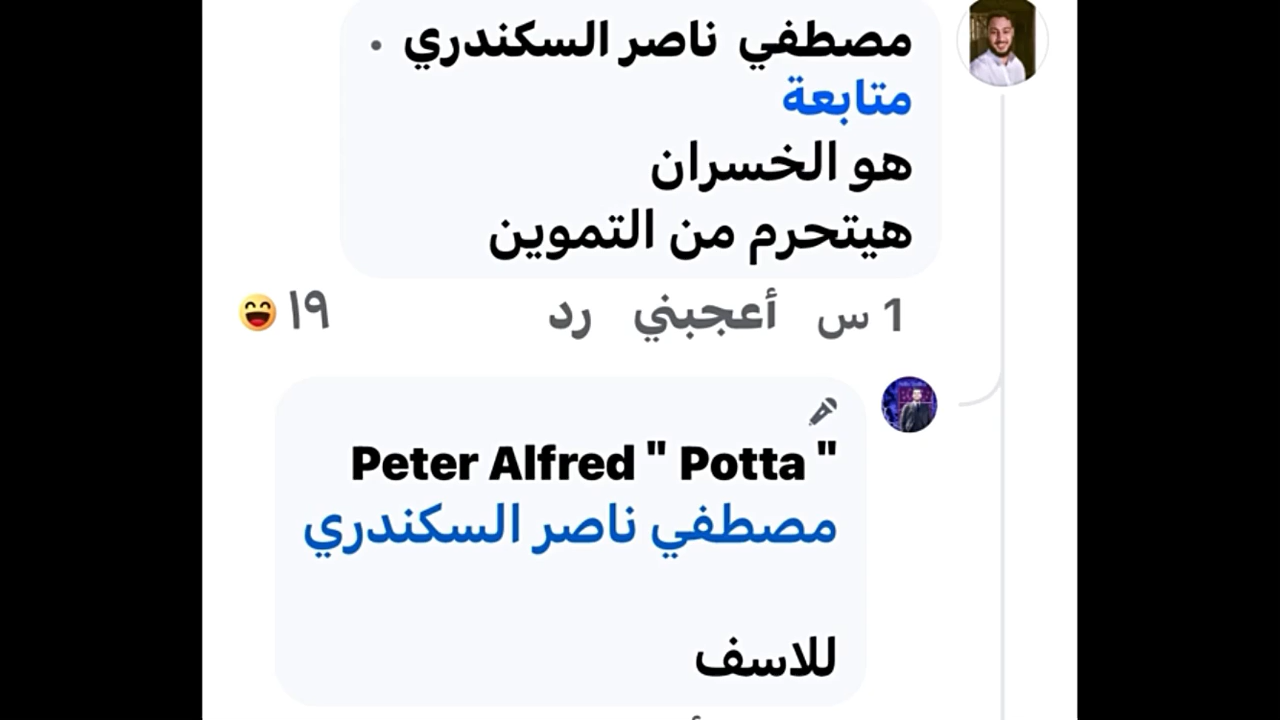 مصطفي ناصر السكندري •
متابعة
هو الخسران
هيتحرم من التموين
1 س أعجبني رد ١٩
Peter Alfred " Potta "
مصطفي ناصر السكندري
للاسف